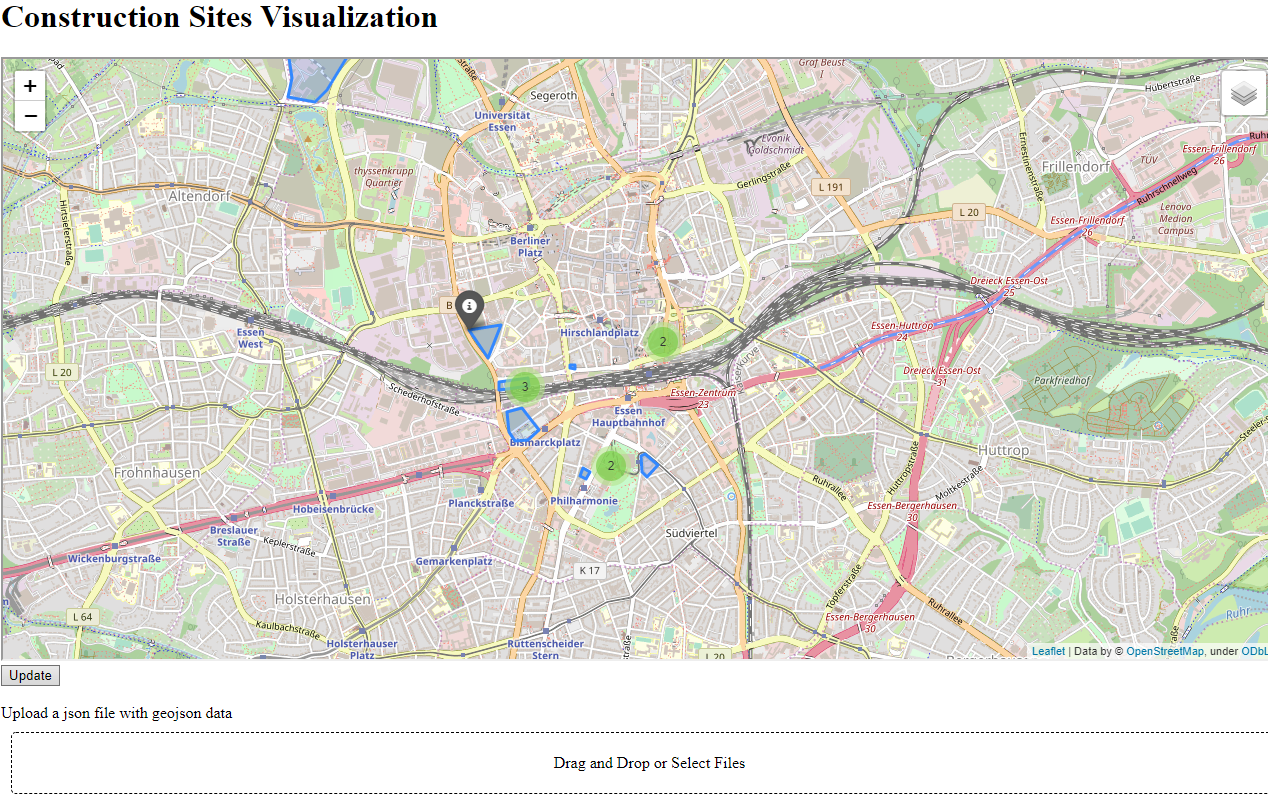 Construction Sites Visualization
+
−
Graf Beust
I
Hübertstraße
Segeroth
Universität
Essen
Evonik
Goldschmidt
Ernestinenstraße
Essen-Frillendorf
26
Frillendorf
TÜV
thyssenkrupp
Quartier
Gerlingstraße
L 191
Ruhrschnellweg
Altendorf
Hirtsieferstraße
L 20
Lenovo
Medion
Campus
Essen-Frillendorf
26
Berliner
Platz
Dreieck Essen-Ost
25
B
Essen
West
Hirschlandplatz
2
Essen-Huttrop
24
L 20
3
Schederhofstraße
Dreieck Essen-Ost
31
Parkfriedhof
Essen-Zentrum
23
Essen
Hauptbahnhof
Bismarckplatz
Huttrop
Frohnhausen
2
Huttropstraße
Moltkestraße
Ruhrallee
Planckstraße
Philharmonie
Hobeisenbrücke
Essen-Bergerhausen
30
Breslauer
Straße
Südviertel
Keplerstraße
Wickenburgstraße
Gemarkenplatz
K 17
Töpferstraße
Holsterhausen
Ruhrallee
Ruhr
L 64
Kaulbachstraße
Essen-Bergerhausen
30
Holsterhauser
Platz
Rüttenscheider
Stern
L 20
Leaflet | Data by © OpenStreetMap, under ODbL
Update
Upload a json file with geojson data
Drag and Drop or Select Files